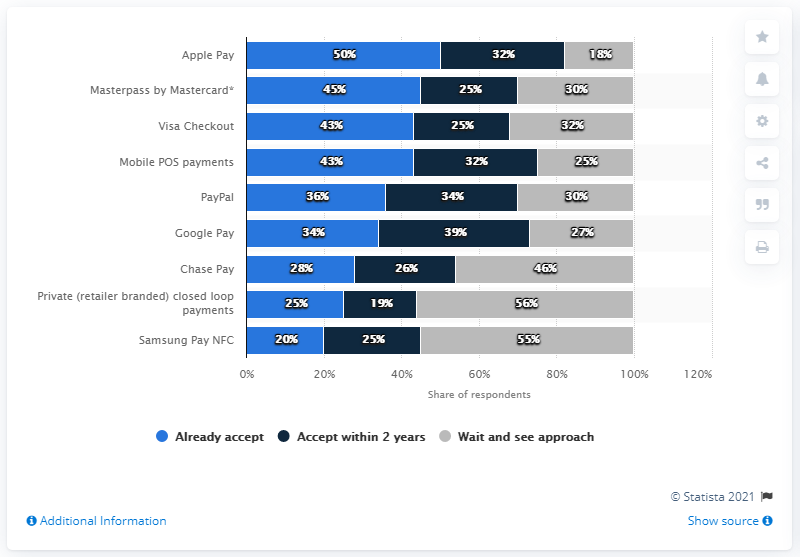 Apple Pay 50% 32% 18%
Masterpass by Mastercard* 45% 25% 30%
Visa Checkout 43% 25% 32%
Mobile POS payments 43% 32% 25%
PayPal 36% 34% 30%
Google Pay 34% 39% 27%
Chase Pay 28% 26% 46%
Private (retailer branded) closed loop
payments 25% 19% 56%
Samsung Pay NFC 20% 25% 55%
0% 20% 40% 60% 80% 100% 120%
Share of respondents
Already accept Accept within 2 years Wait and see approach
© Statista 2021
Additional Information Show source